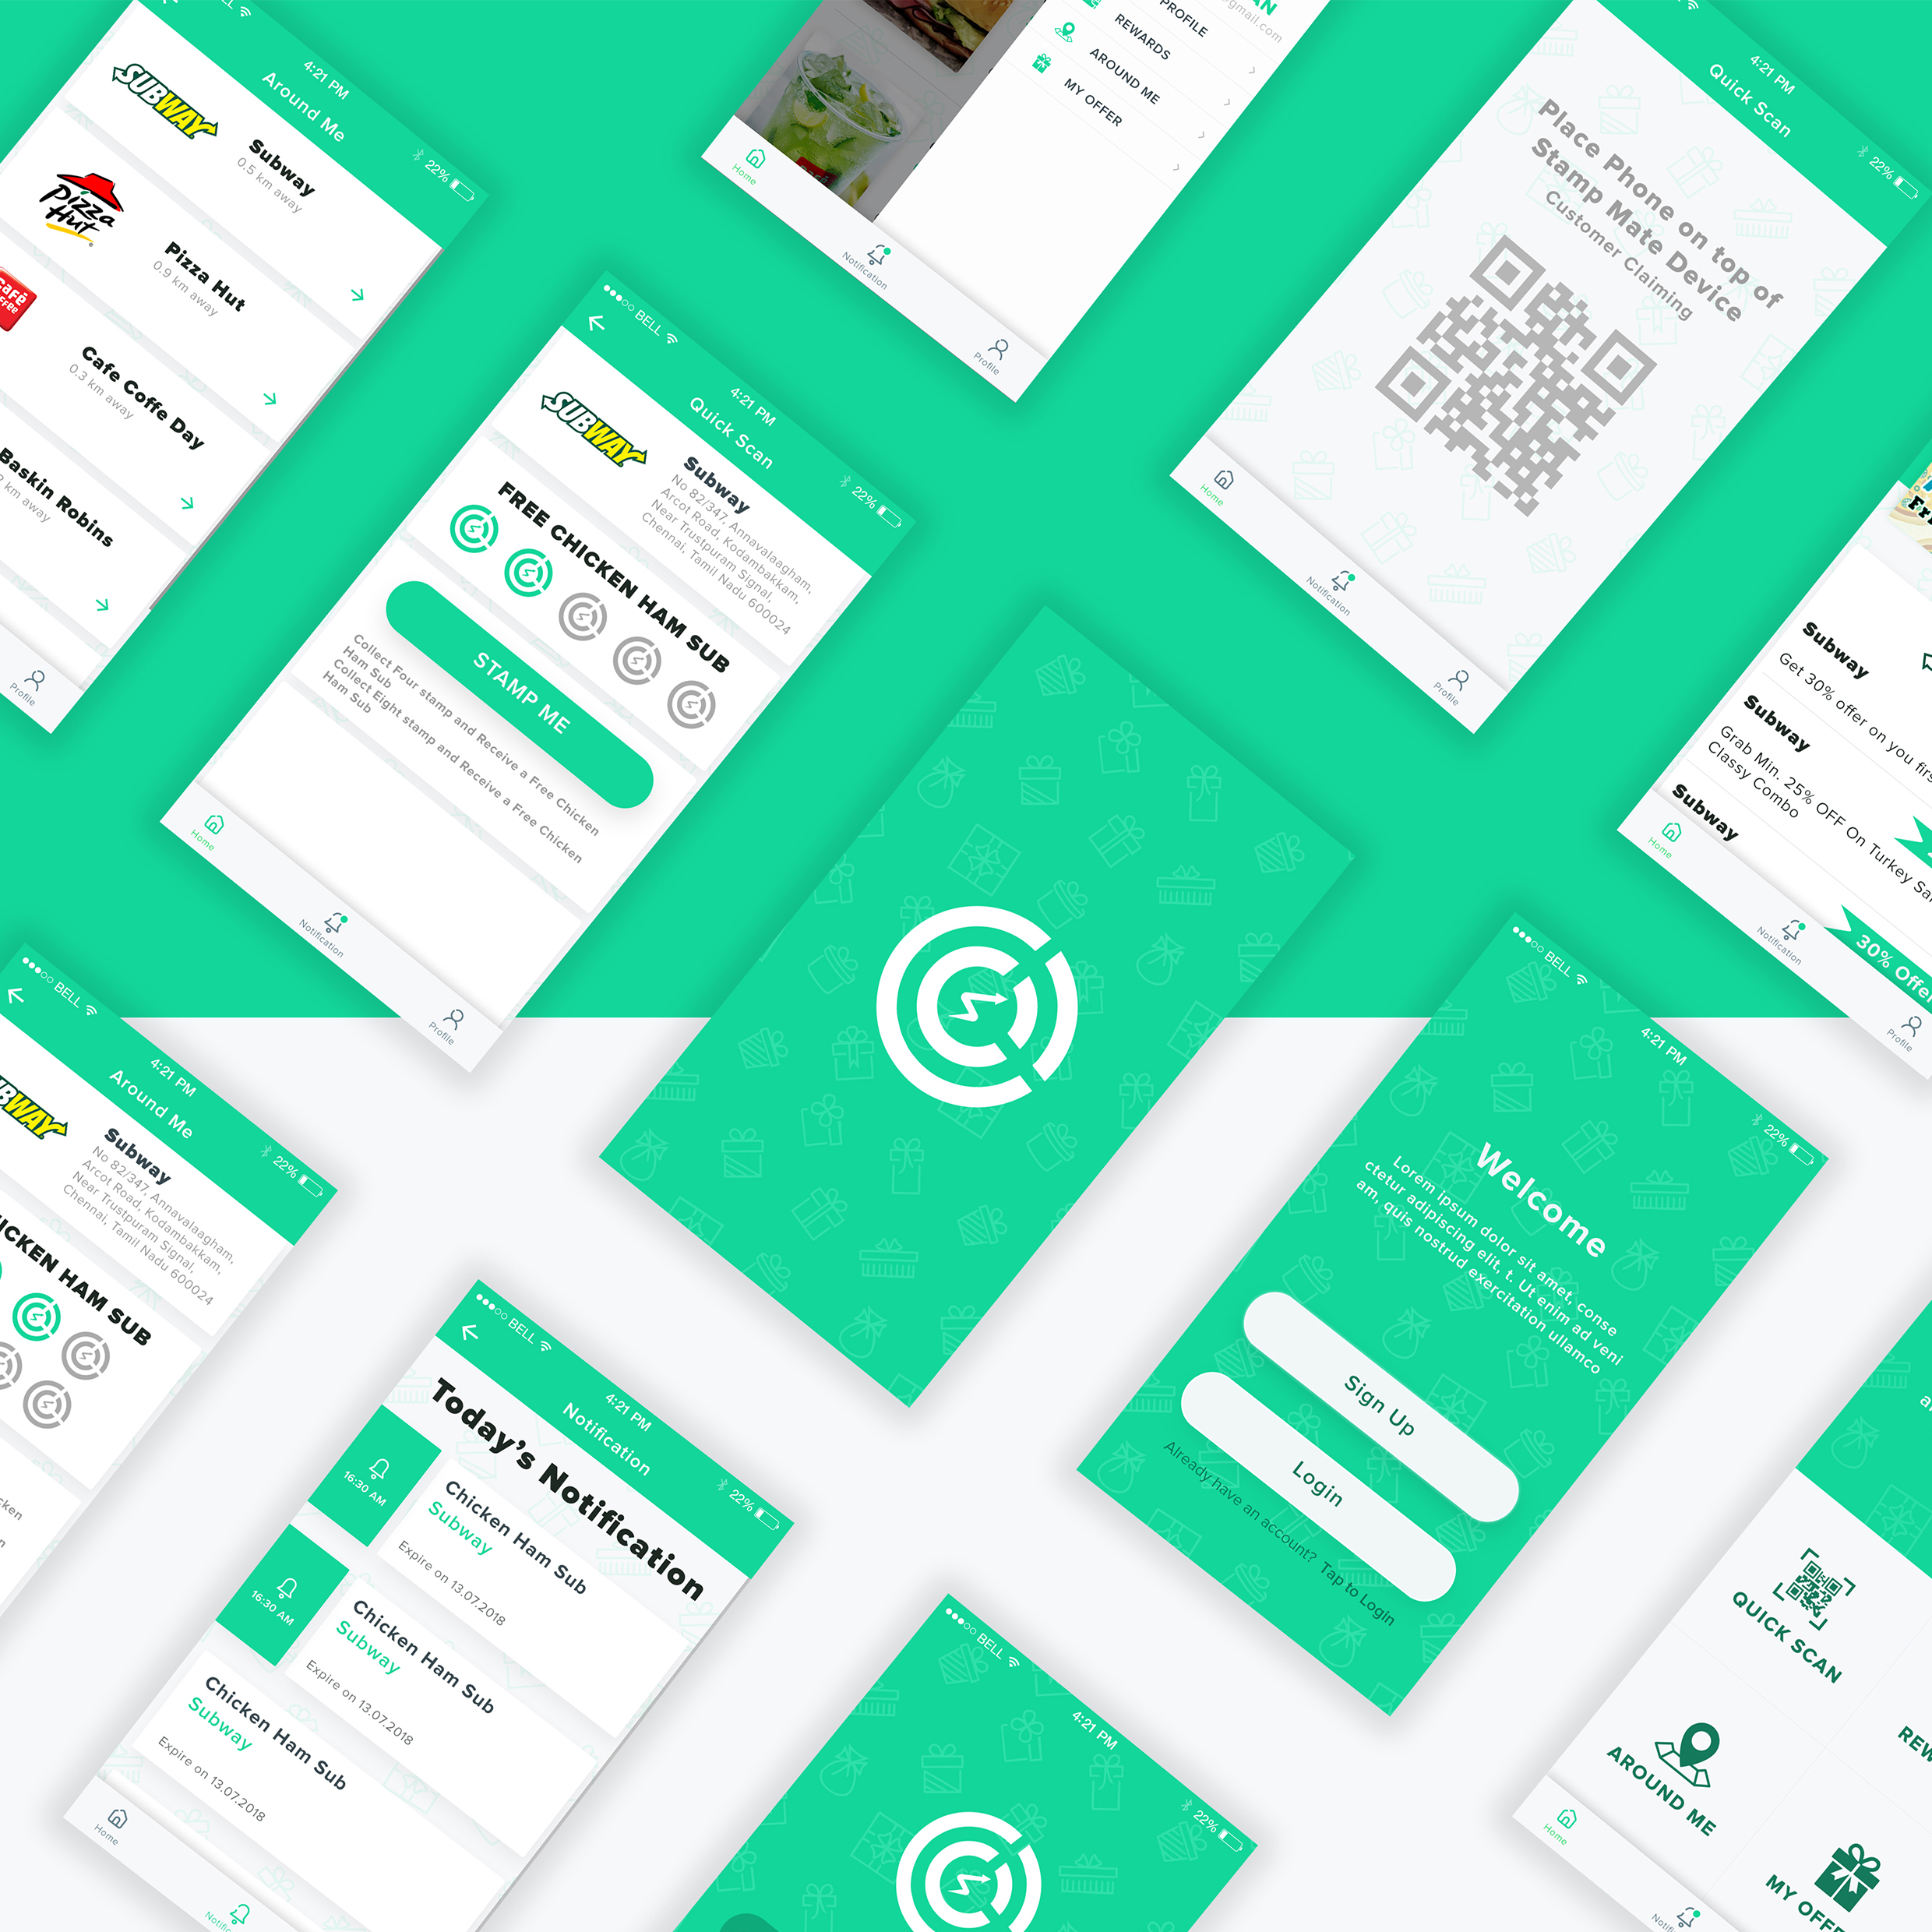 4:21 PM
22%
Around Me
SUBWAY
Subway
0.5 km away
Pizza Hut
Pizza Hut
0.9 km away
Café
Cafe Coffe Day
0.3 km away
Baskin Robins
km away
Profile
PROFILE
REWARDS
AROUND ME
MY OFFER
Home
Notification
Profile
4:21 PM
22%
Quick Scan
Place Phone on top of
Stamp Mate Device
Customer Claiming
Home
Notification
Profile
BELL
4:21 PM
22%
Quick Scan
SUBWAY
Subway
No 82/347, Annavalaagham,
Arcot Road, Kodambakkam,
Near Trustpuram Signal,
Chennai, Tamil Nadu 600024
FREE CHICKEN HAM SUB
STAMP ME
Collect Four stamp and Receive a Free Chicken
Ham Sub
Collect Eight stamp and Receive a Free Chicken
Ham Sub
Home
Notification
Profile
Subway
Get 30% offer on you
Subway
Grab Min. 25% OFF On Turkey
Classy Combo
Subway
30% Offer
Home
Notification
Profile
BELL
4:21 PM
22%
Around Me
Subway
No 82/347, Annavalaagham,
Arcot Road, Kodambakkam,
Near Trustpuram Signal,
Chennai, Tamil Nadu 600024
HAM SUB
BELL
4:21 PM
22%
Welcome
Lorem ipsum dolor sit amet, conse
ctetur adipiscing elit, t. Ut enim ad veni
am, quis nostrud exercitation ullamco
Sign Up
Login
Already have an account? Tap to Login
BELL
4:21 PM
22%
Notification
Today's Notification
16:30 AM
Chicken Ham Sub
Subway
Expire on 13.07.2018
16:30 AM
Chicken Ham Sub
Subway
Expire on 13.07.2018
Chicken Ham Sub
Subway
Expire on 13.07.2018
Home
BELL
4:21 PM
22%
QUICK SCAN
AROUND ME
MY
Home